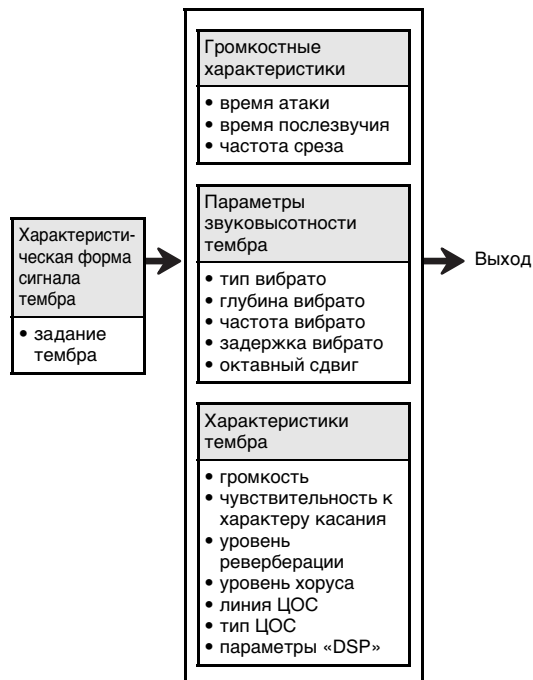 Характеристи-
ческая форма
сигнала
тембра
• задание
тембра
Громкостные
характеристики
• время атаки
• время послезвучия
• частота среза
Параметры
звуковысотности
тембра
• тип вибрато
• глубина вибрато
• частота вибрато
• задержка вибрато
• октавный сдвиг
Характеристики
тембра
• громкость
• чувствительность к
характеру касания
• уровень
реверберации
• уровень хоруса
• линия ЦОС
• тип ЦОС
• параметры «DSP»
Выход